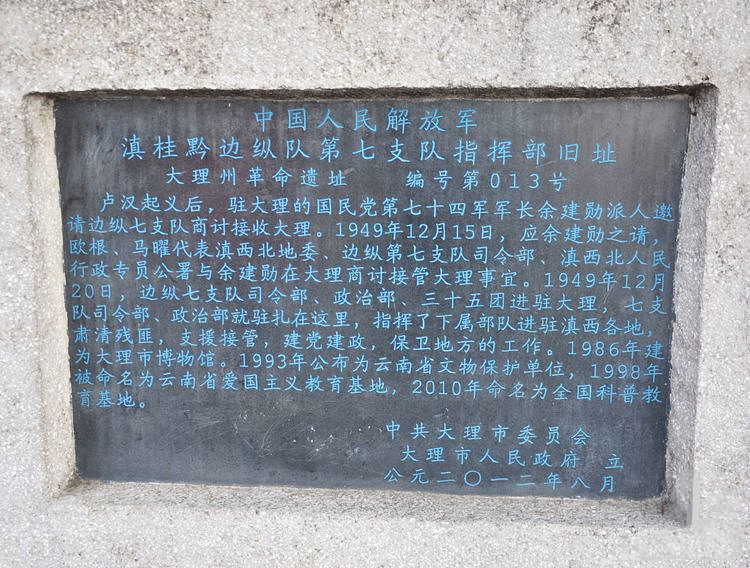 中国人民解放军
滇桂黔边纵队第七支队指挥部旧址
大理州革命遗址 编号第013号
卢汉起义后，驻大理的国民党第七十四军军长余建勋派人邀
请边纵七支队商讨接收大理。1949年12月15日，应余建勋之请，
欧根、马曜代表滇西北地委、边纵第七支队司令部、滇西北人民
行政专员公署与余建勋在大理商讨接管大理事宜。1949年12月
20日，边纵七支队司令部、政治部、三十五团进驻大理，七支
队司令部、政治部就驻扎在这里，指挥了下属部队进驻滇西各地，
肃清残匪，支援接管，建党建政，保卫地方的工作。1986年建
为大理市博物馆。1993年公布为云南省文物保护单位，1998年
被命名为云南省爱国主义教育基地，2010年命名为全国科普教
育基地。
中共大理市委员会
大理市人民政府 立
公元二〇一二年八月